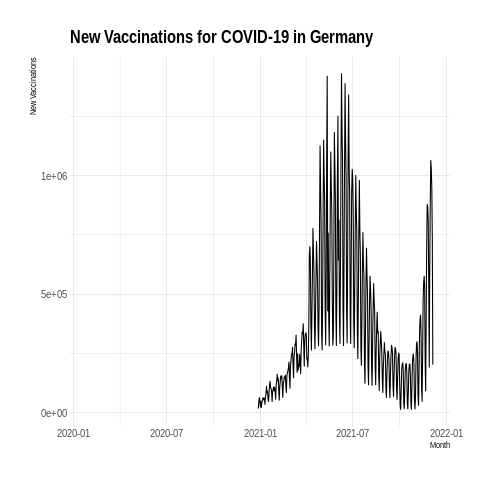 New Vaccinations for COVID-19 in Germany
New Vaccinations
1e+06
5e+05
0e+00
2020-01 2020-07 2021-01 2021-07 2022-01
Month